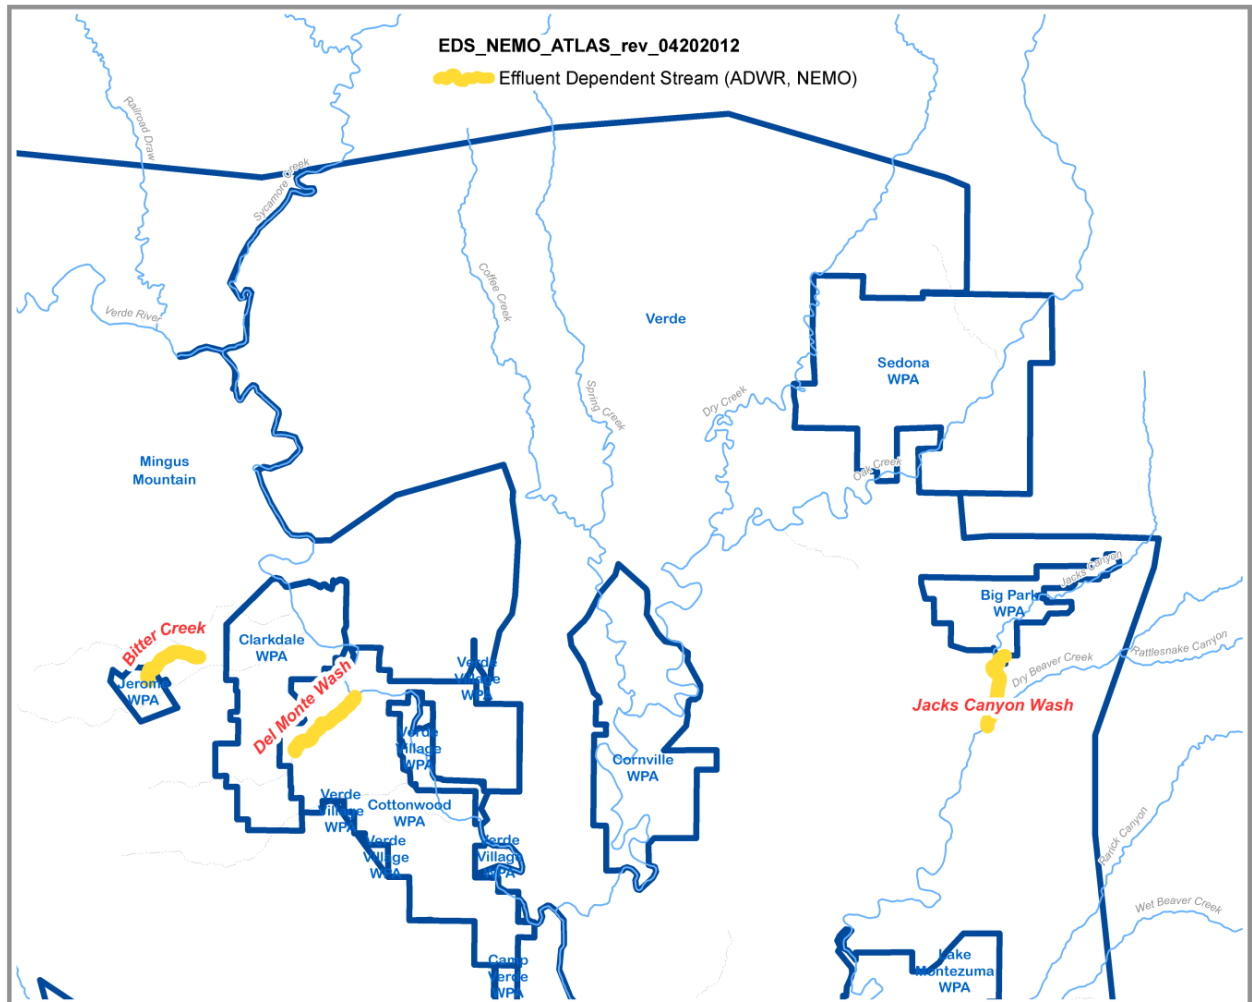 EDS_NEMO_ATLAS_rev_04202012
Effluent Dependent Stream (ADWR, NEMO)
Railroad Draw
Sycamore Creek
Coffee Creek
Verde River
Verde
Sedona
WPA
Spring Creek
Dry Creek
Oak Creek
Mingus
Mountain
Jacks Canyon
Big Park
WPA
Bitter Creek
Clarkdale
WPA
Jerome
WPA
Verde
Village
WPA
Rattlesnake Canyon
Dry Beaver Creek
Del Monte Wash
Jacks Canyon Wash
Verde
Village
WPA
Cornville
WPA
Verde
Village
WPA
Cottonwood
WPA
Verde
Village
WPA
Verde
Village
WPA
Rarick Canyon
Wet Beaver Creek
Camp
Verde
WPA
Lake
Montezuma
WPA